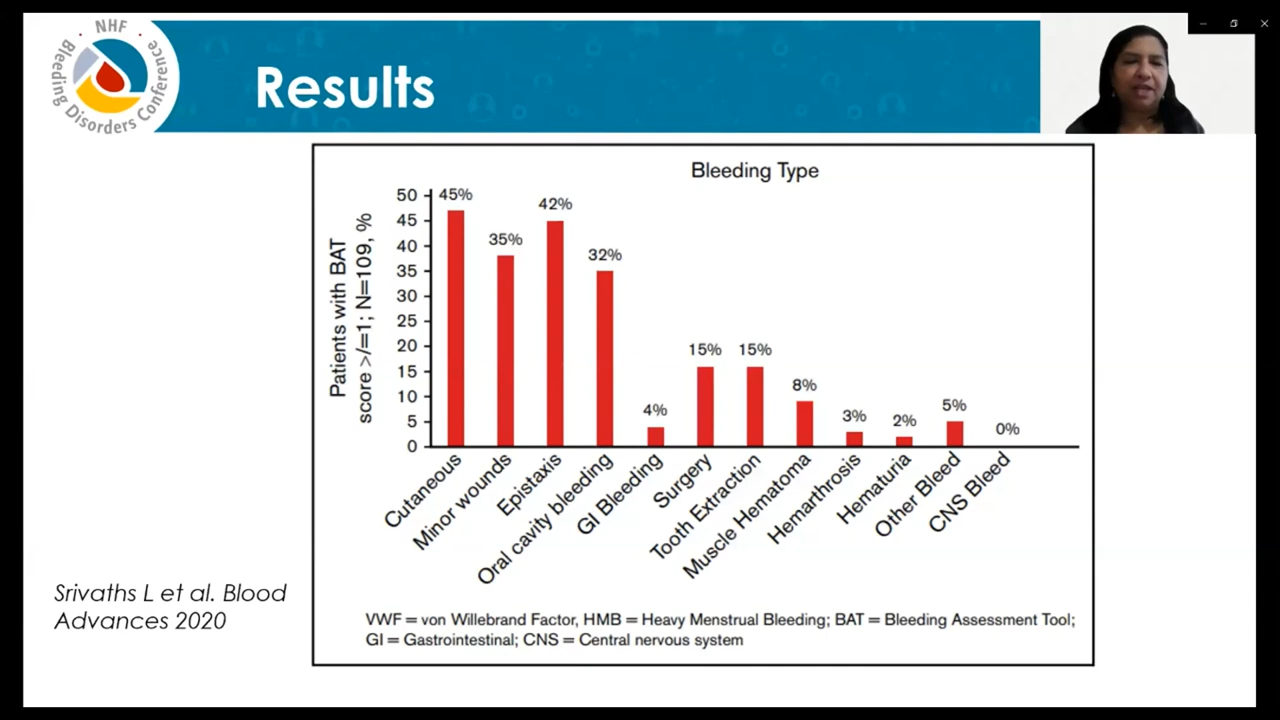 · NHF ·
Bleeding Disorders Conference
Results
Bleeding Type
Patients with BAT
score >/=1; N=109, %
50
45
40
35
30
25
20
15
10
5
0
45%
35%
42%
32%
4%
15%
15%
8%
3%
2%
5%
0%
Cutaneous
Minor wounds
Epistaxis
Oral cavity bleeding
GI Bleeding
Surgery
Tooth Extraction
Muscle Hematoma
Hemarthrosis
Hematuria
Other Bleed
CNS Bleed
Srivaths L et al. Blood
Advances 2020
VWF = von Willebrand Factor, HMB = Heavy Menstrual Bleeding; BAT = Bleeding Assessment Tool;
GI = Gastrointestinal; CNS = Central nervous system